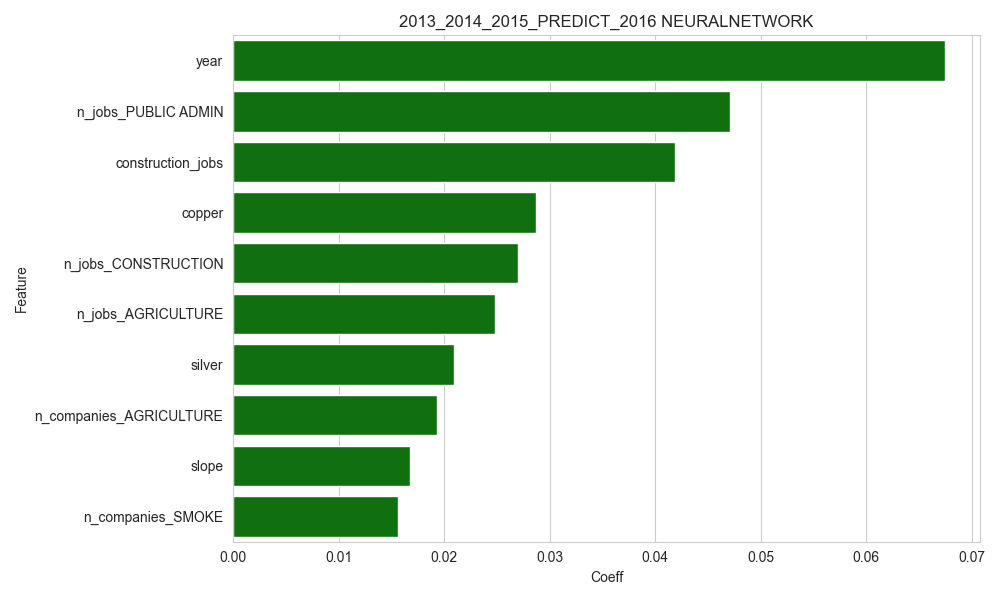 2013_2014_2015_PREDICT_2016 NEURALNETWORK
Feature
year
n_jobs_PUBLIC ADMIN
construction_jobs
copper
n_jobs_CONSTRUCTION
n_jobs_AGRICULTURE
silver
n_companies_AGRICULTURE
slope
n_companies_SMOKE
0.00 0.01 0.02 0.03 0.04 0.05 0.06 0.07
Coeff